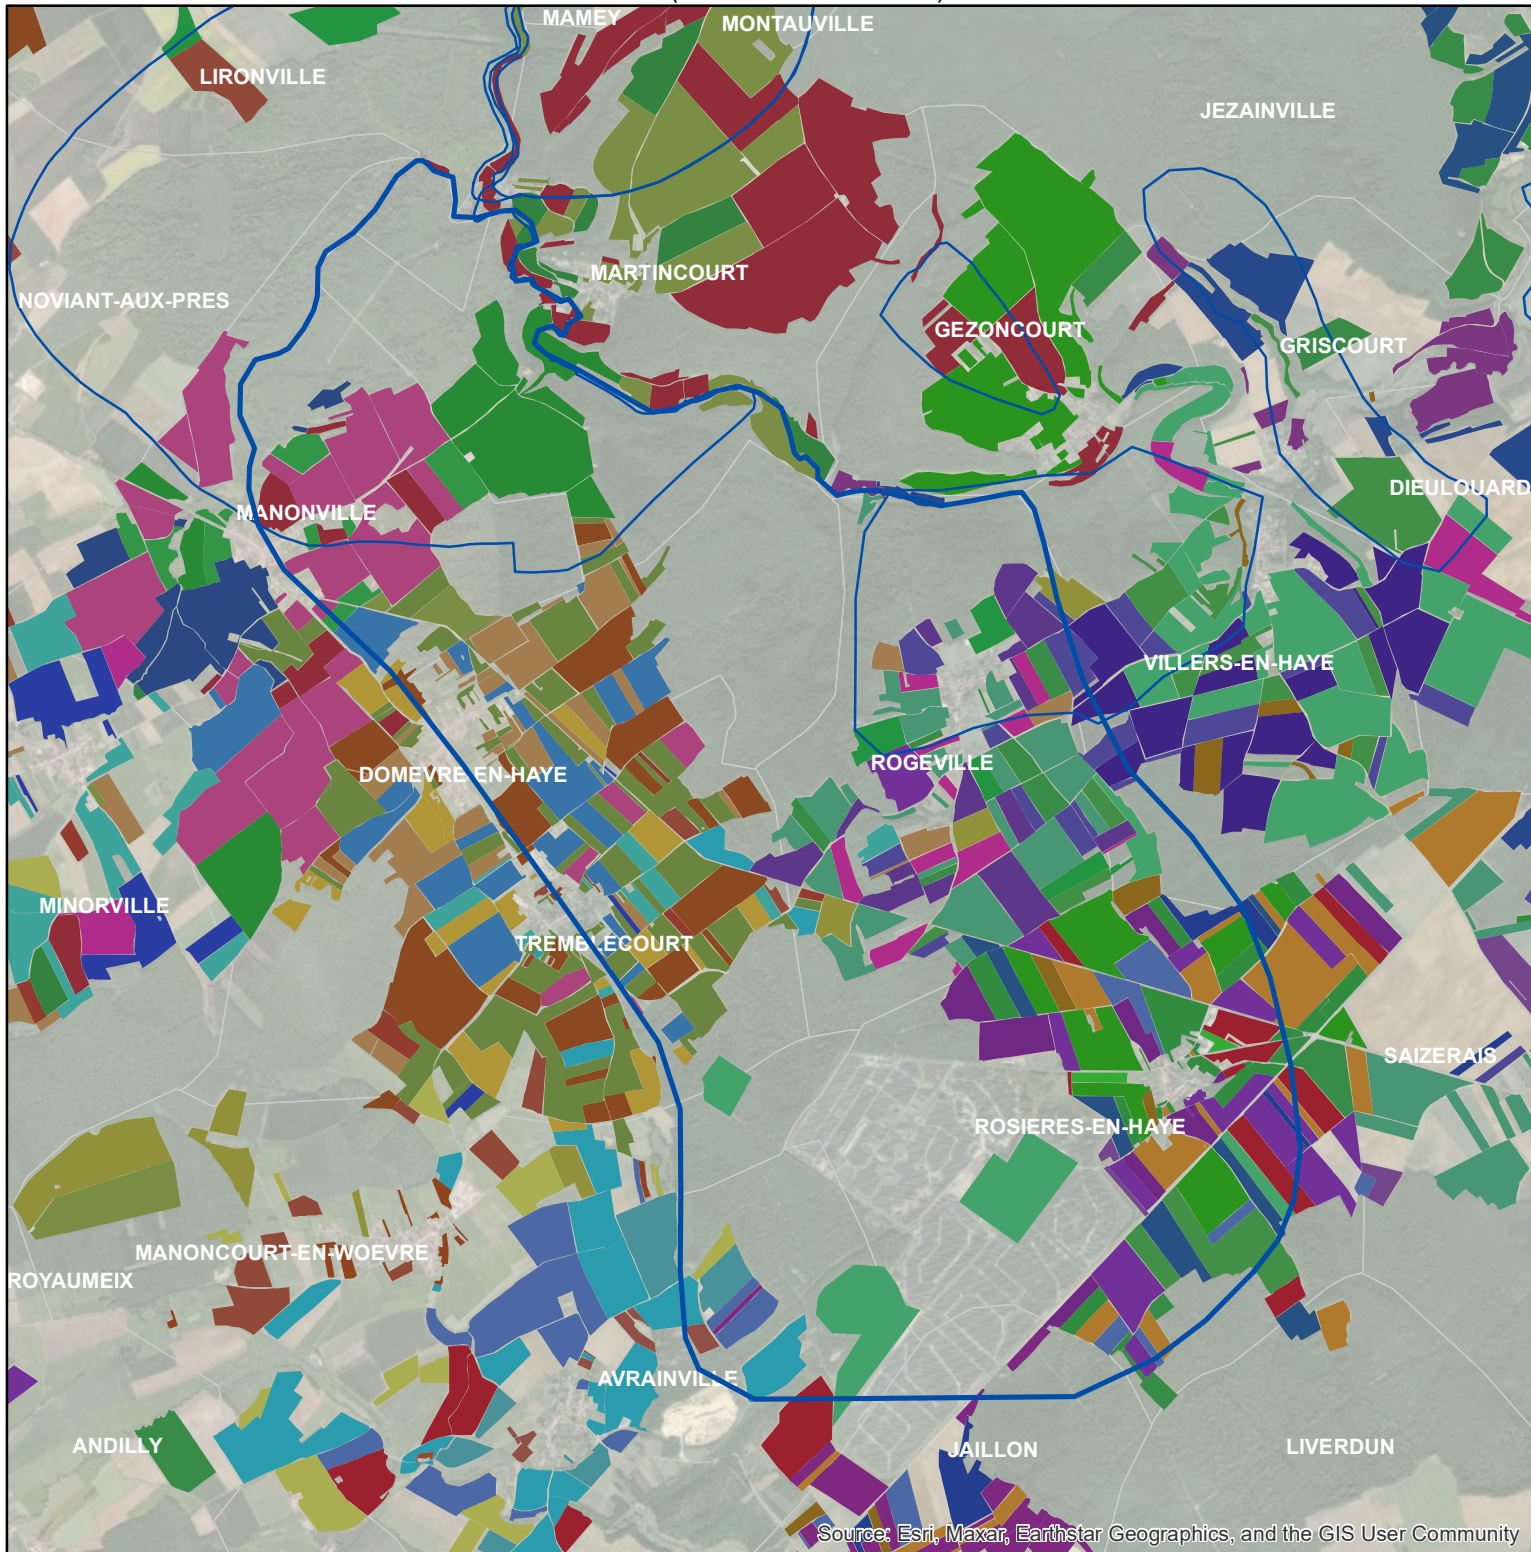 MAMEY
MONTAUVILLE
LIRONVILLE
JEZAINVILLE
MARTINCOURT
NOVIANT-AUX-PRES
GEZONCOURT
GRISCOURT
DIEULOUARD
MANONVILLE
VILLERS-EN-HAYE
ROGEVILLE
DOMEVRE-EN-HAYE
MINORVILLE
TREMBLECOURT
SAIZERAIS
ROSIERES-EN-HAYE
MANONCOURT-EN-WOEVRE
ROYAUMEIX
AVRAINVILLE
ANDILLY
JAILLON
LIVERDUN
Source: Esri, Maxar, Earthstar Geographics, and the GIS User Community